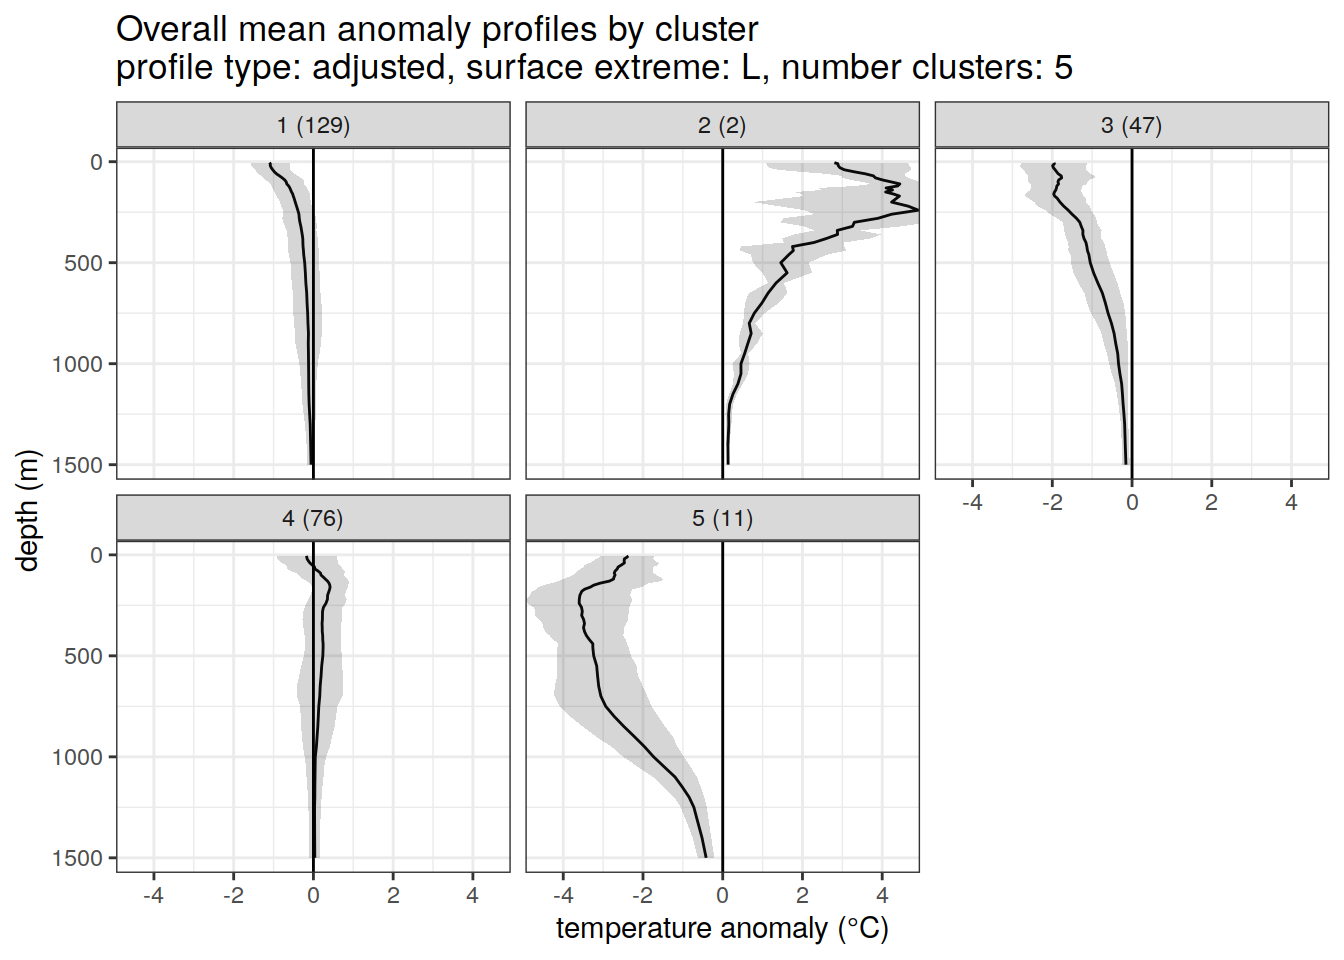 Overall mean anomaly profiles by cluster
profile type: adjusted, surface extreme: L, number clusters: 5
1 (129)
2 (2)
3 (47)
0
500
1000
1500
-4 -2 0 2 4
4 (76)
5 (11)
0
500
1000
1500
-4 -2 0 2 4
-4 -2 0 2 4
depth (m)
temperature anomaly (°C)